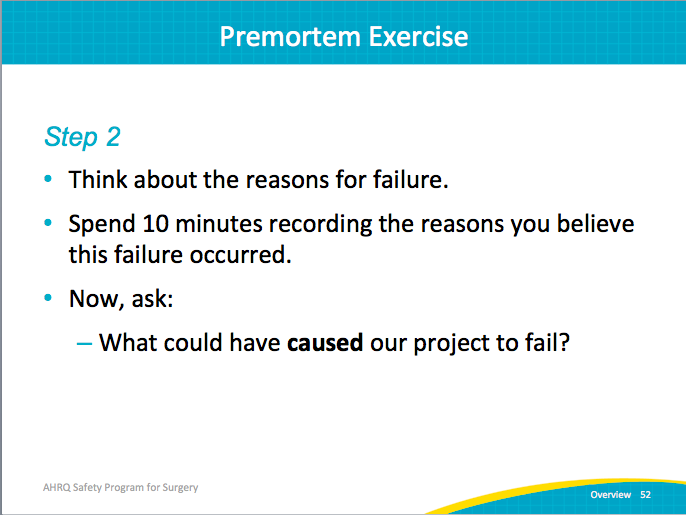 Premortem Exercise
Step 2
• Think about the reasons for failure.
• Spend 10 minutes recording the reasons you believe
this failure occurred.
• Now, ask:
– What could have caused our project to fail?
AHRQ Safety Program for Surgery
Overview 52